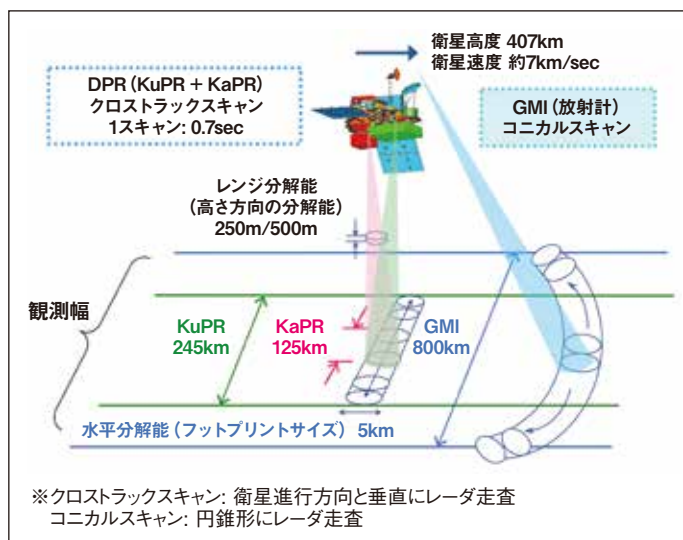 衛星高度 407km
衛星速度 約7km/sec
DPR（KuPR + KaPR）
クロストラックスキャン
1スキャン: 0.7sec
GMI（放射計）
コニカルスキャン
レンジ分解能
（高さ方向の分解能）
250m/500m
観測幅
KuPR
245km
KaPR
125km
GMI
800km
水平分解能（フットプリントサイズ） 5km
※クロストラックスキャン: 衛星進行方向と垂直にレーダ走査
コニカルスキャン: 円錐形にレーダ走査